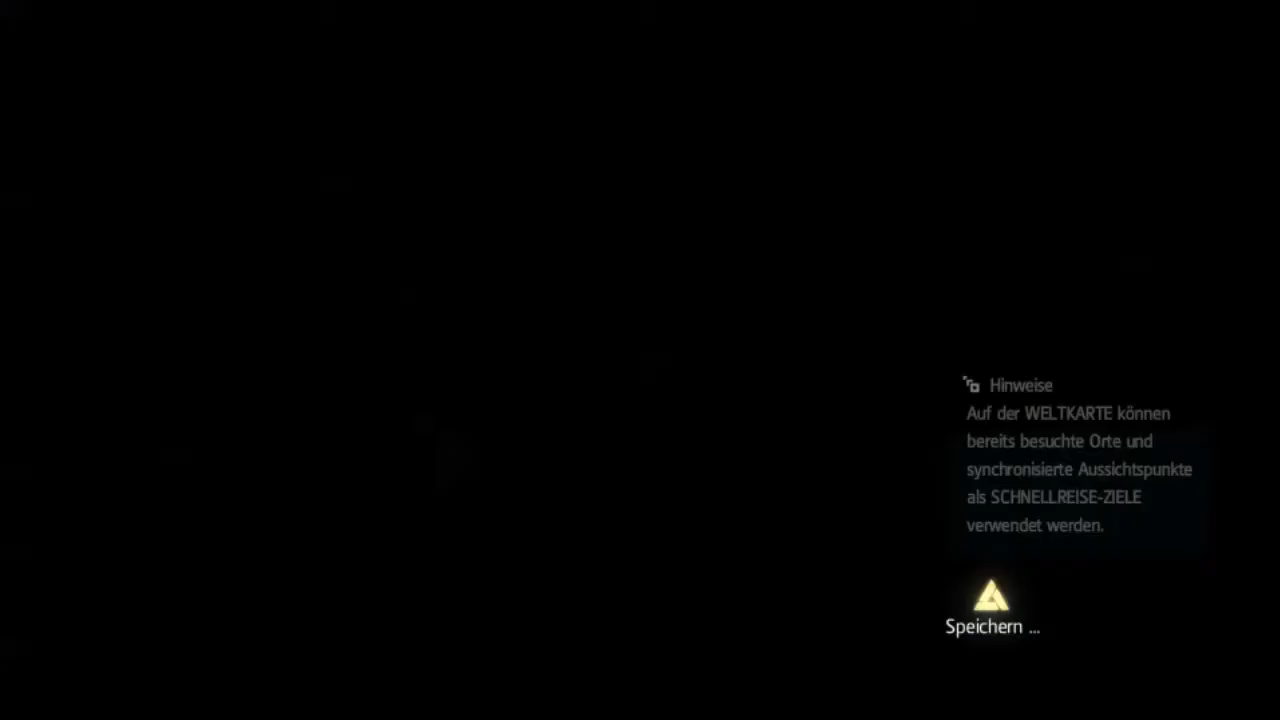 Hinweise
Auf der WELTKARTE können
bereits besuchte Orte und
synchronisierte Aussichtspunkte
als SCHNELLREISE-ZIELE
verwendet werden.
Speichern ...